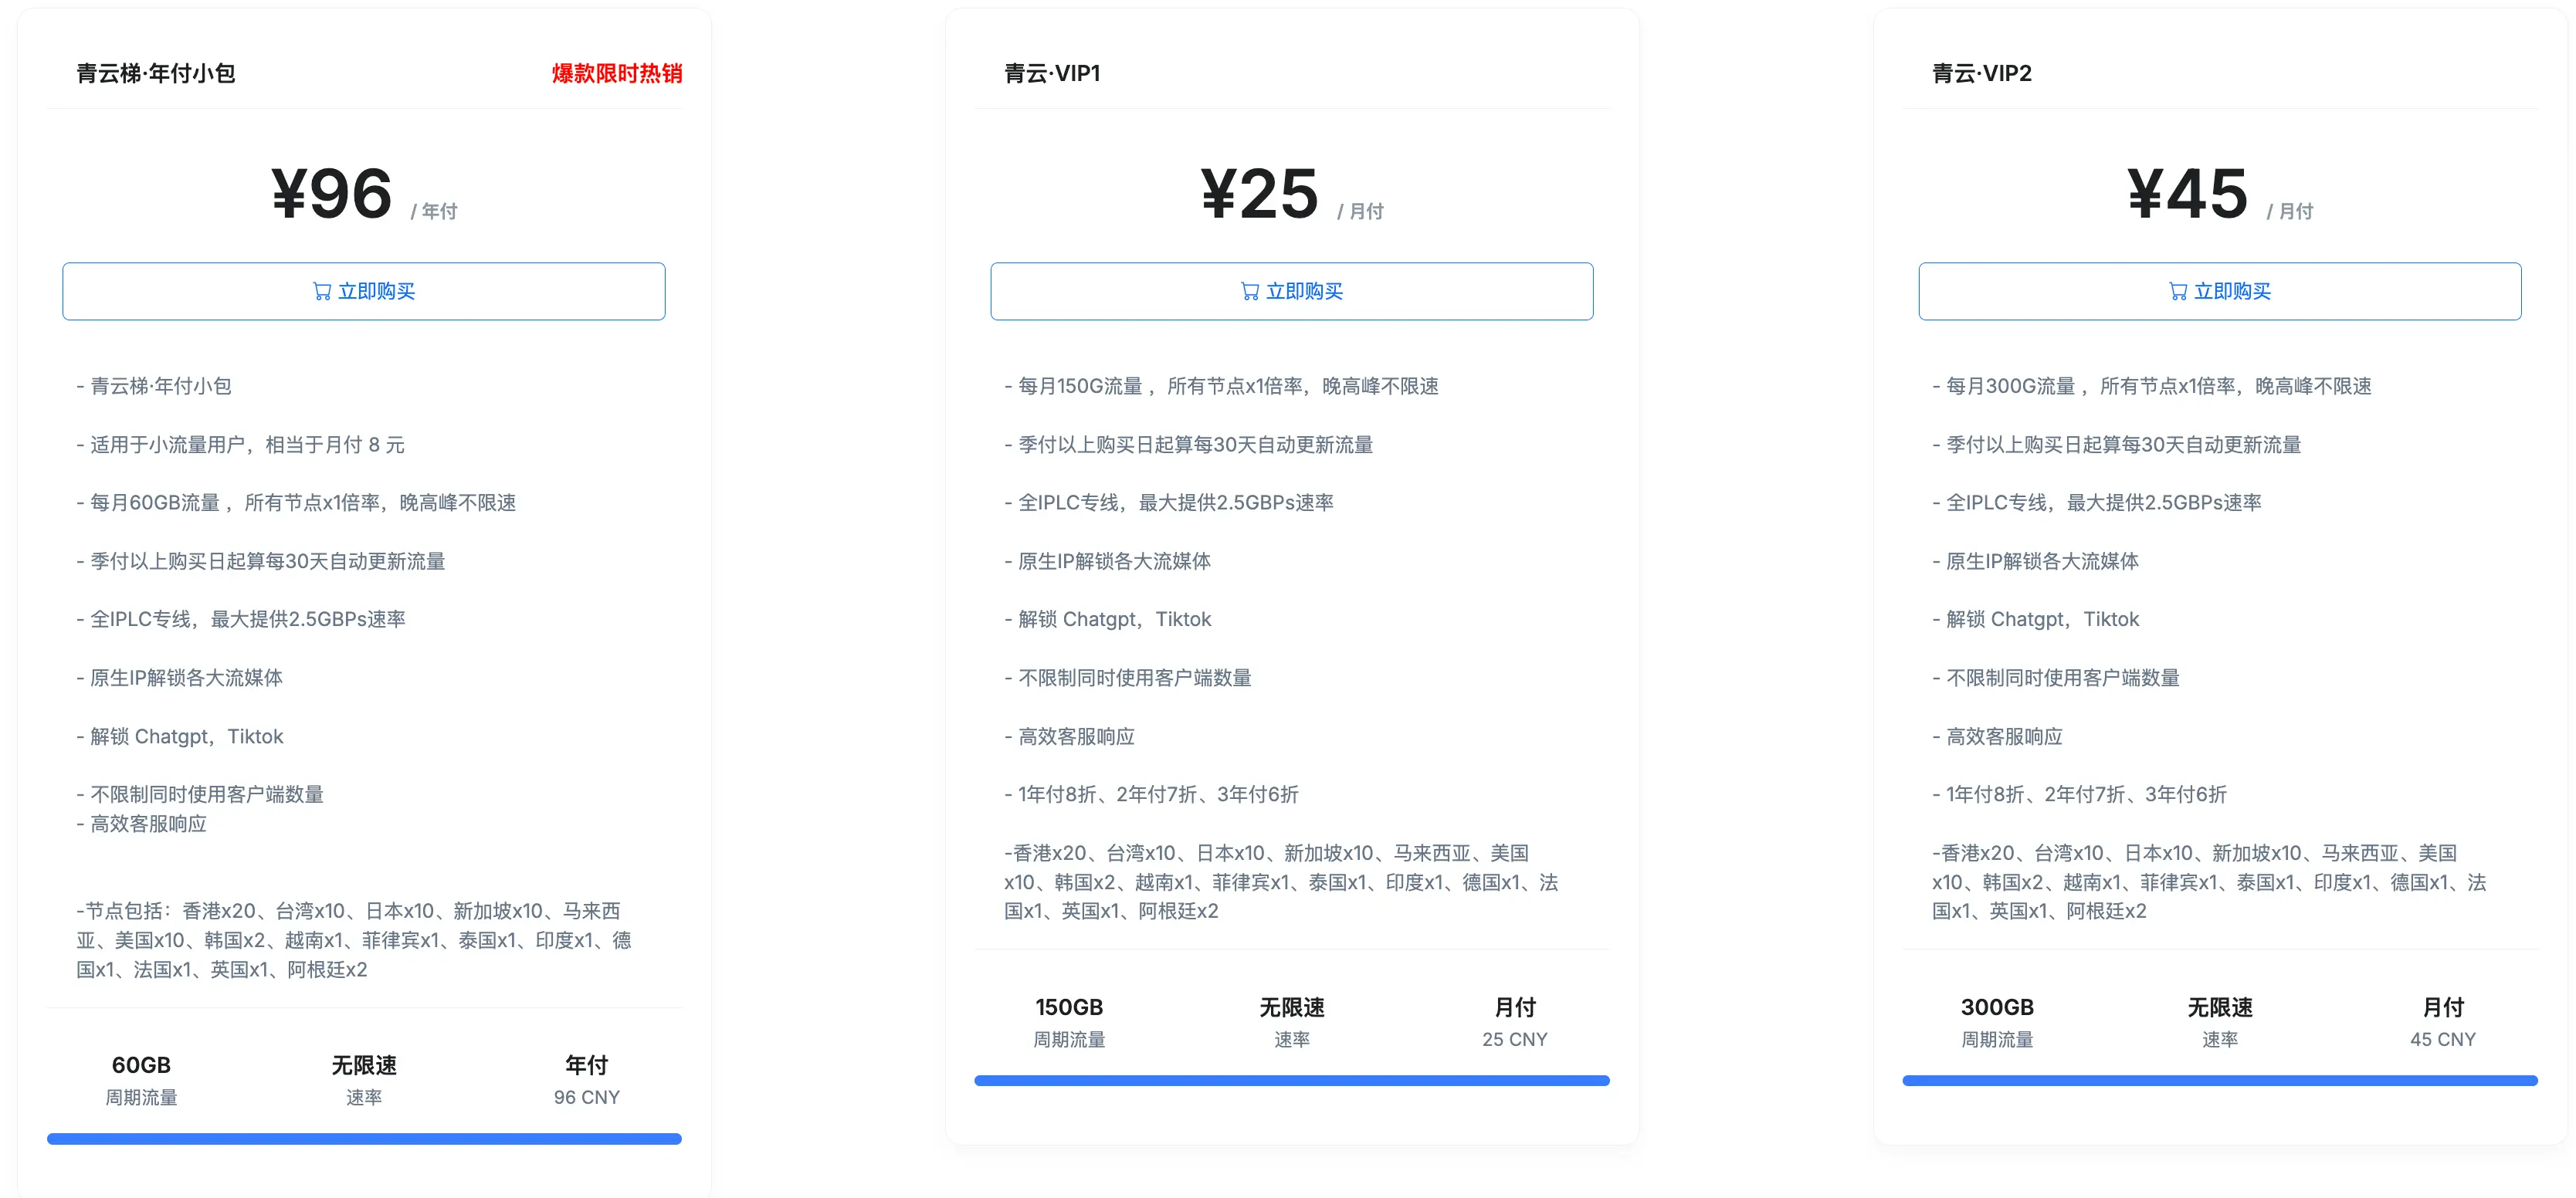 青云梯·年付小包
爆款限时热销
¥96 / 年付
立即购买
- 青云梯·年付小包
- 适用于小流量用户，相当于月付 8 元
- 每月60GB流量 ，所有节点x1倍率，晚高峰不限速
- 季付以上购买日起算每30天自动更新流量
- 全IPLC专线，最大提供2.5GBPs速率
- 原生IP解锁各大流媒体
- 解锁 Chatgpt，Tiktok
- 不限制同时使用客户端数量
- 高效客服响应
-节点包括：香港x20、台湾x10、日本x10、新加坡x10、马来西
亚、美国x10、韩国x2、越南x1、菲律宾x1、泰国x1、印度x1、德
国x1、法国x1、英国x1、阿根廷x2
60GB 无限速 年付
周期流量 速率 96 CNY
青云·VIP1
¥25 / 月付
立即购买
- 每月150G流量 ，所有节点x1倍率，晚高峰不限速
- 季付以上购买日起算每30天自动更新流量
- 全IPLC专线，最大提供2.5GBPs速率
- 原生IP解锁各大流媒体
- 解锁 Chatgpt，Tiktok
- 不限制同时使用客户端数量
- 高效客服响应
- 1年付8折、2年付7折、3年付6折
-香港x20、台湾x10、日本x10、新加坡x10、马来西亚、美国
x10、韩国x2、越南x1、菲律宾x1、泰国x1、印度x1、德国x1、法
国x1、英国x1、阿根廷x2
150GB 无限速 月付
周期流量 速率 25 CNY
青云·VIP2
¥45 / 月付
立即购买
- 每月300G流量 ，所有节点x1倍率，晚高峰不限速
- 季付以上购买日起算每30天自动更新流量
- 全IPLC专线，最大提供2.5GBPs速率
- 原生IP解锁各大流媒体
- 解锁 Chatgpt，Tiktok
- 不限制同时使用客户端数量
- 高效客服响应
- 1年付8折、2年付7折、3年付6折
-香港x20、台湾x10、日本x10、新加坡x10、马来西亚、美国
x10、韩国x2、越南x1、菲律宾x1、泰国x1、印度x1、德国x1、法
国x1、英国x1、阿根廷x2
300GB 无限速 月付
周期流量 速率 45 CNY